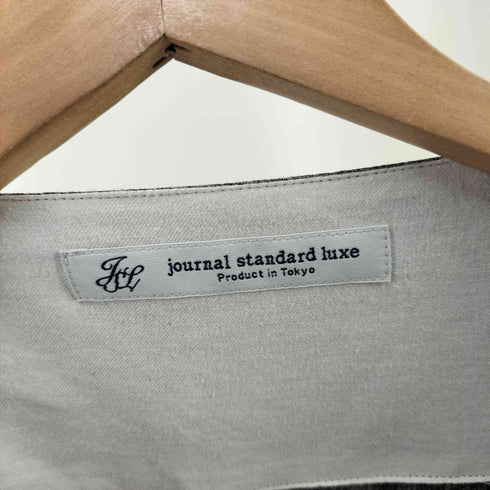 JSL journal standard luxe
Product in Tokyo